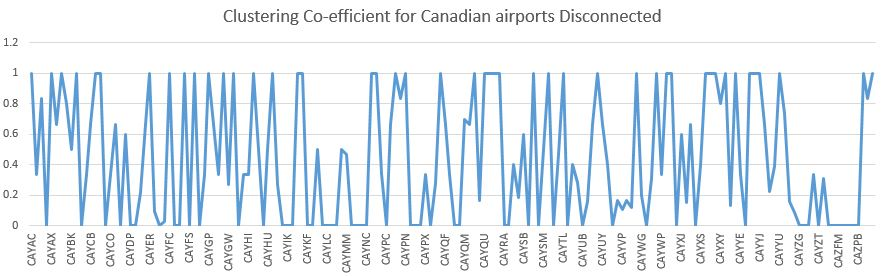 Clustering Co-efficient for Canadian airports Disconnected
1.2
1
0.8
0.6
0.4
0.2
0
CAYAC
CAYAX
CAYBK
CAYCB
CAYCO
CAYDP
CAYER
CAYFC
CAYFS
CAYGP
CAYGW
CAYHI
CAYHU
CAYIK
CAYKF
CAYLC
CAYMM
CAYNC
CAYPC
CAYPN
CAYPX
CAYQF
CAYQM
CAYQU
CAYRA
CAYSB
CAYSM
CAYTL
CAYUB
CAYUY
CAYVP
CAYWG
CAYWP
CAYXJ
CAYXS
CAYXY
CAYYE
CAYYJ
CAYYU
CAYZG
CAYZT
CAZFM
CAZPB